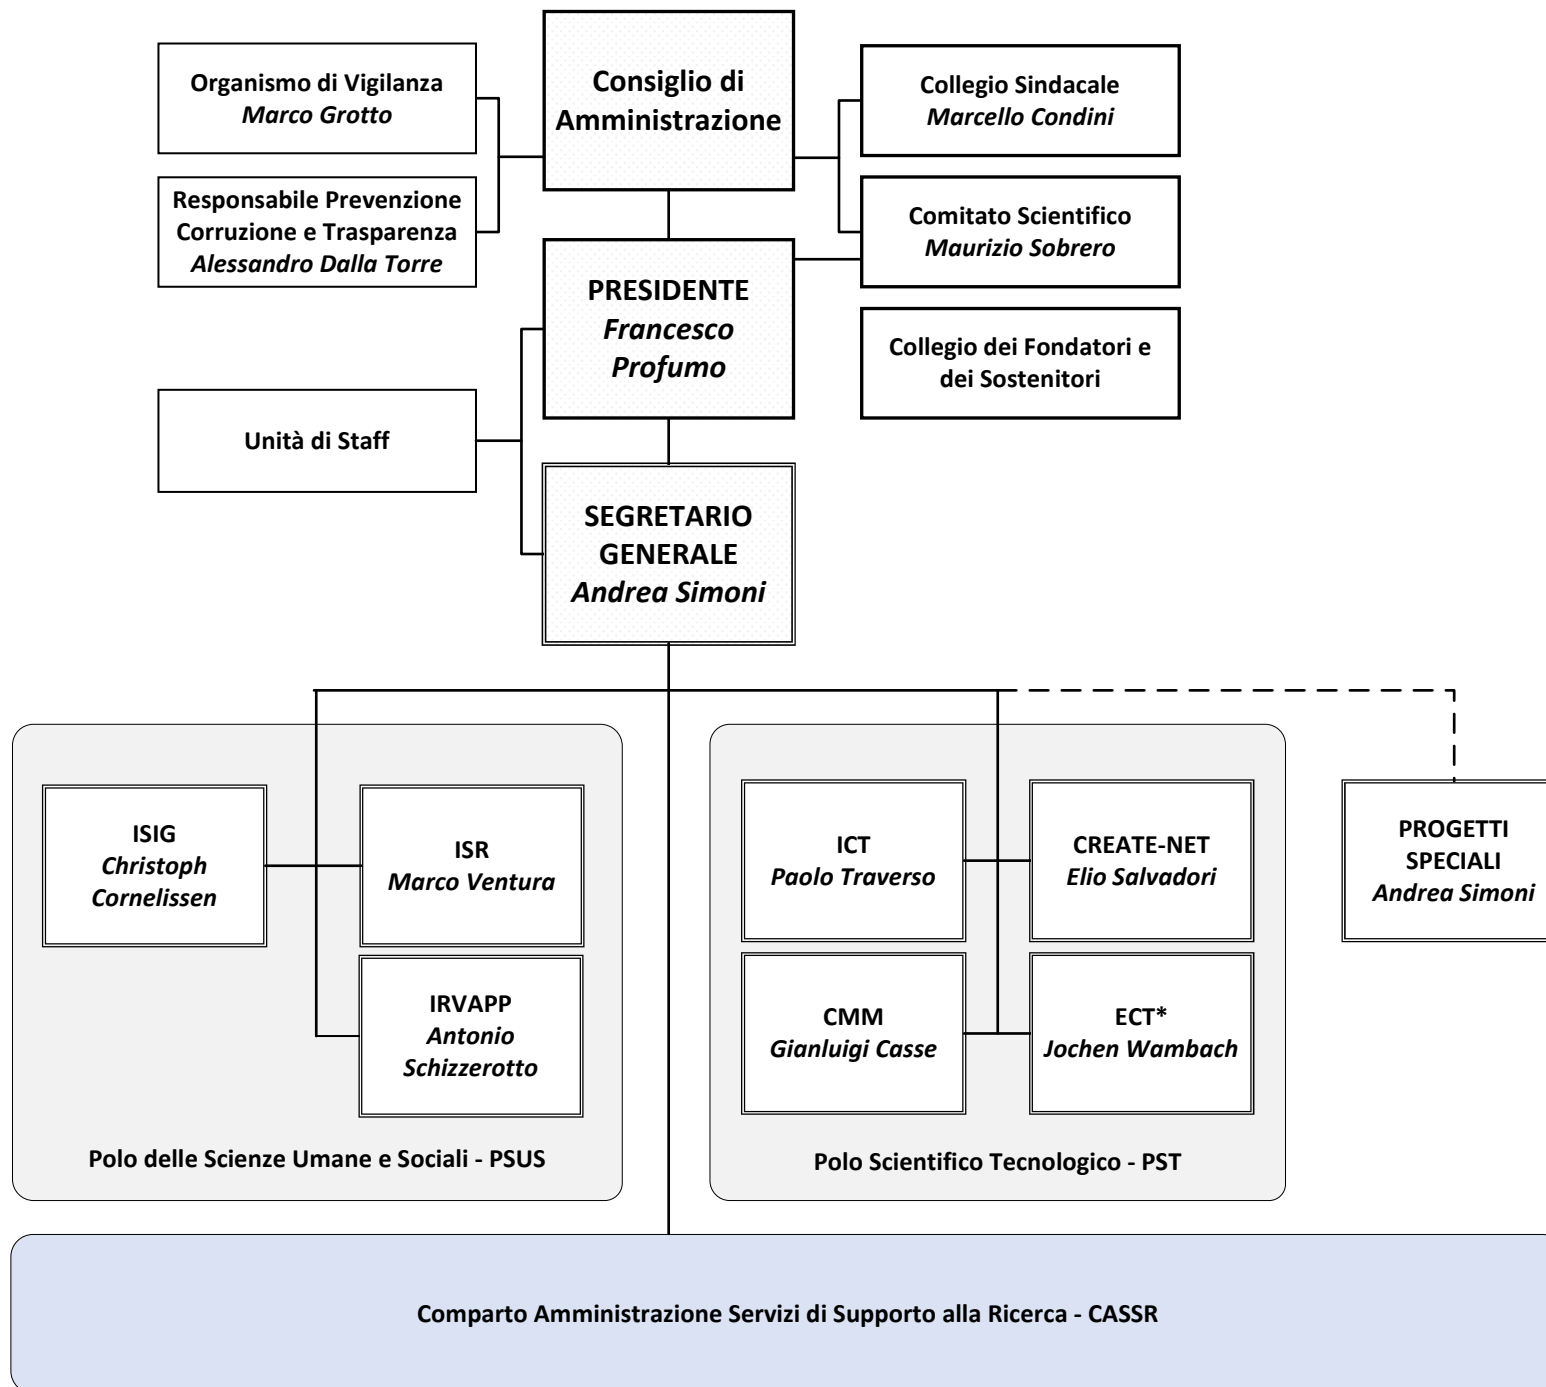 Consiglio di
Amministrazione
Organismo di Vigilanza
Marco Grotto
Responsabile Prevenzione
Corruzione e Trasparenza
Alessandro Dalla Torre
Collegio Sindacale
Marcello Condini
Comitato Scientifico
Maurizio Sobrero
PRESIDENTE
Francesco
Profumo
Collegio dei Fondatori e
dei Sostenitori
Unità di Staff
SEGRETARIO
GENERALE
Andrea Simoni
ISIG
Christoph
Cornelissen
ISR
Marco Ventura
IRVAPP
Antonio
Schizzerotto
Polo delle Scienze Umane e Sociali - PSUS
ICT
Paolo Traverso
CREATE-NET
Elio Salvadori
CMM
Gianluigi Casse
ECT*
Jochen Wambach
Polo Scientifico Tecnologico - PST
PROGETTI
SPECIALI
Andrea Simoni
Comparto Amministrazione Servizi di Supporto alla Ricerca - CASSR